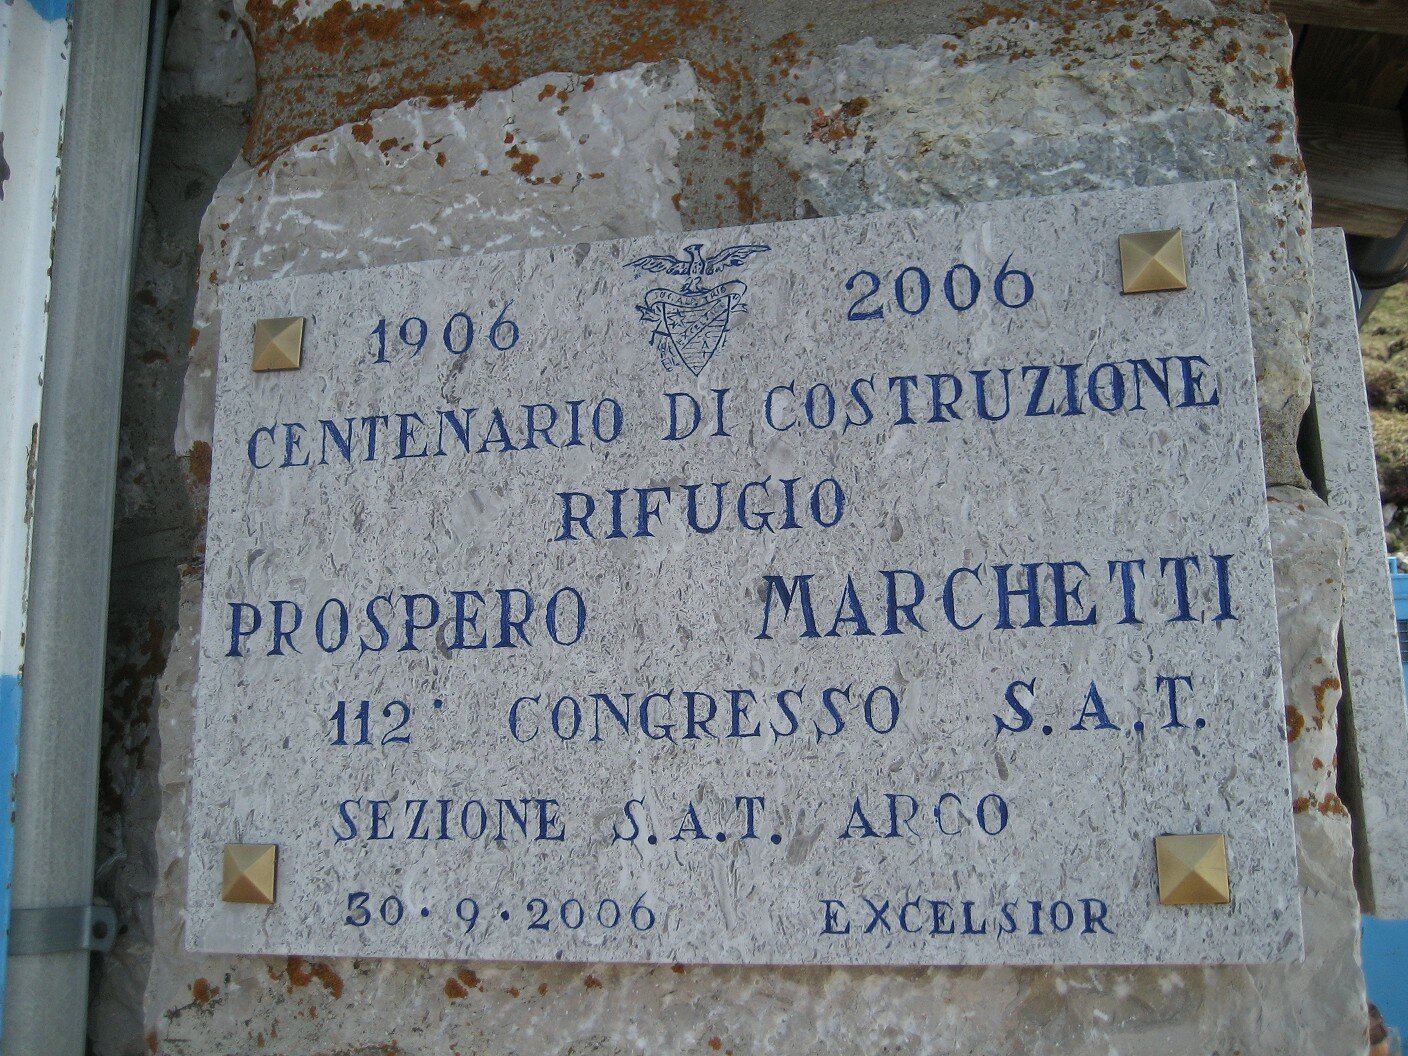 1906 2006
CENTENARIO DI COSTRUZIONE
RIFUGIO
PROSPERO MARCHETTI
112° CONGRESSO S.A.T.
SEZIONE S.A.T. ARCO
30·9·2006 EXCELSIOR